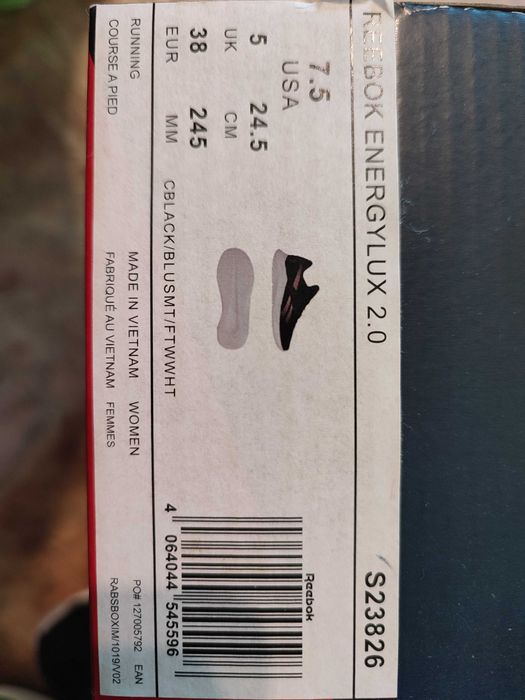 REEBOK ENERGYLUX 2.0 S23826
7.5
USA
5 24.5
UK CM
38 245
EUR MM
CBLACK/BLUSMT/FTWWHT
Reebok
4 064044 545596
RUNNING MADE IN VIETNAM WOMEN PO# 127005792 EAN
COURSE A PIED FABRIQUÉ AU VIETNAM FEMMES RABSBOXIM/1019/V02